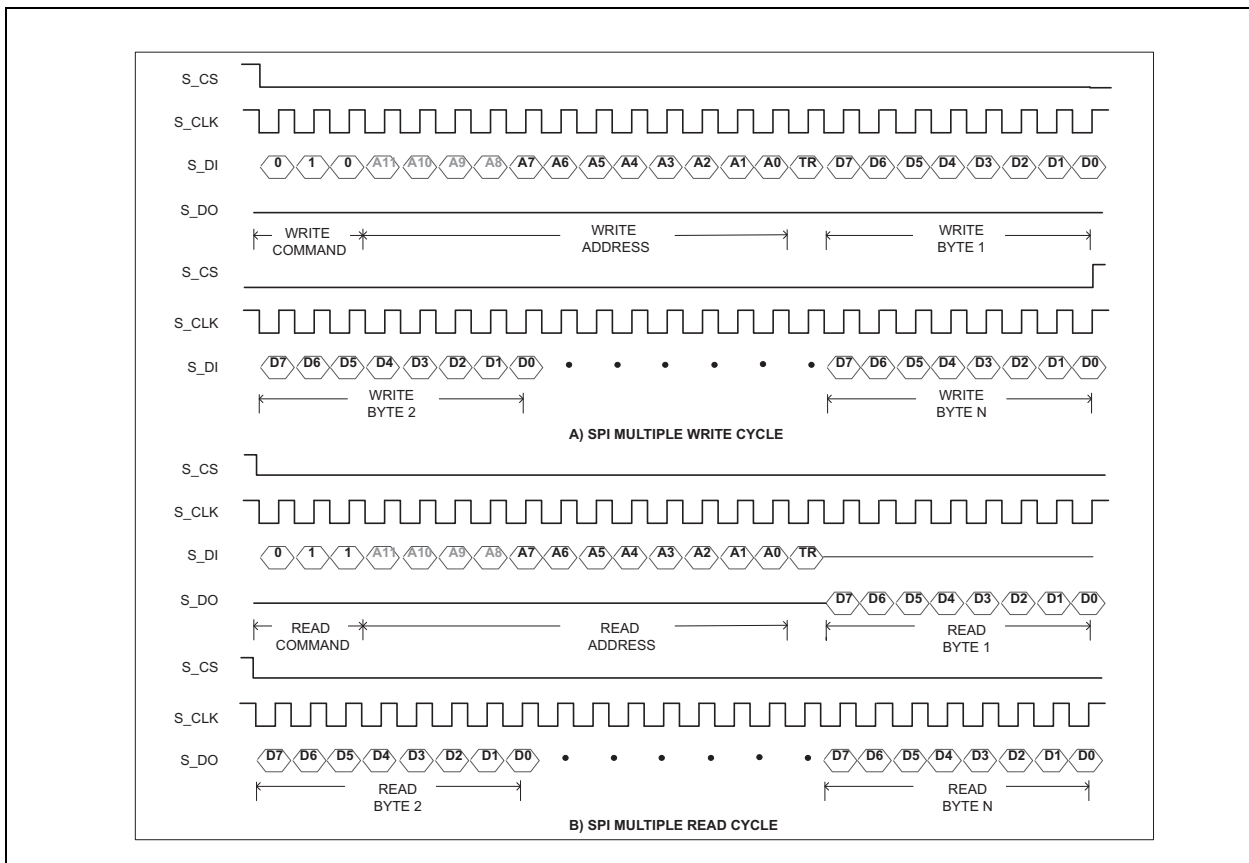 S_CS
S_CLK
S_DI 0 1 0 A11 A10 A9 A8 A7 A6 A5 A4 A3 A2 A1 A0 TR D7 D6 D5 D4 D3 D2 D1 D0
S_DO
WRITE COMMAND WRITE ADDRESS WRITE BYTE 1
S_CS
S_CLK
S_DI D7 D6 D5 D4 D3 D2 D1 D0 • • • • • • D7 D6 D5 D4 D3 D2 D1 D0
WRITE BYTE 2 WRITE BYTE N
A) SPI MULTIPLE WRITE CYCLE
S_CS
S_CLK
S_DI 0 1 1 A11 A10 A9 A8 A7 A6 A5 A4 A3 A2 A1 A0 TR
S_DO D7 D6 D5 D4 D3 D2 D1 D0
READ COMMAND READ ADDRESS READ BYTE 1
S_CS
S_CLK
S_DO D7 D6 D5 D4 D3 D2 D1 D0 • • • • • • D7 D6 D5 D4 D3 D2 D1 D0
READ BYTE 2 READ BYTE N
B) SPI MULTIPLE READ CYCLE